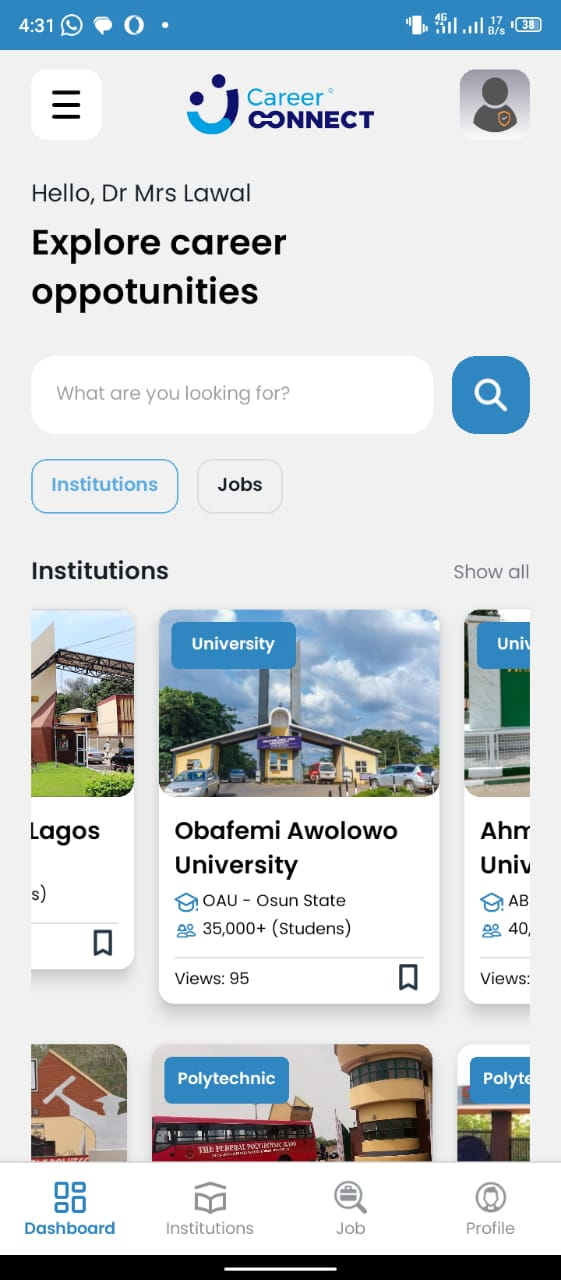 4:31
4G
17
B/s
38
Career
CONNECT
Hello, Dr Mrs Lawal
Explore career
oppotunities
What are you looking for?
Institutions
Jobs
Institutions
Show all
University
Univ
Lagos
Obafemi Awolowo
University
Ahm
Univ
s)
OAU - Osun State
35,000+ (Studens)
AB
40,
Views: 95
Views:
Polytechnic
Polyte
THE FEDERAL POLYTECHNIC
Dashboard
Institutions
Job
Profile